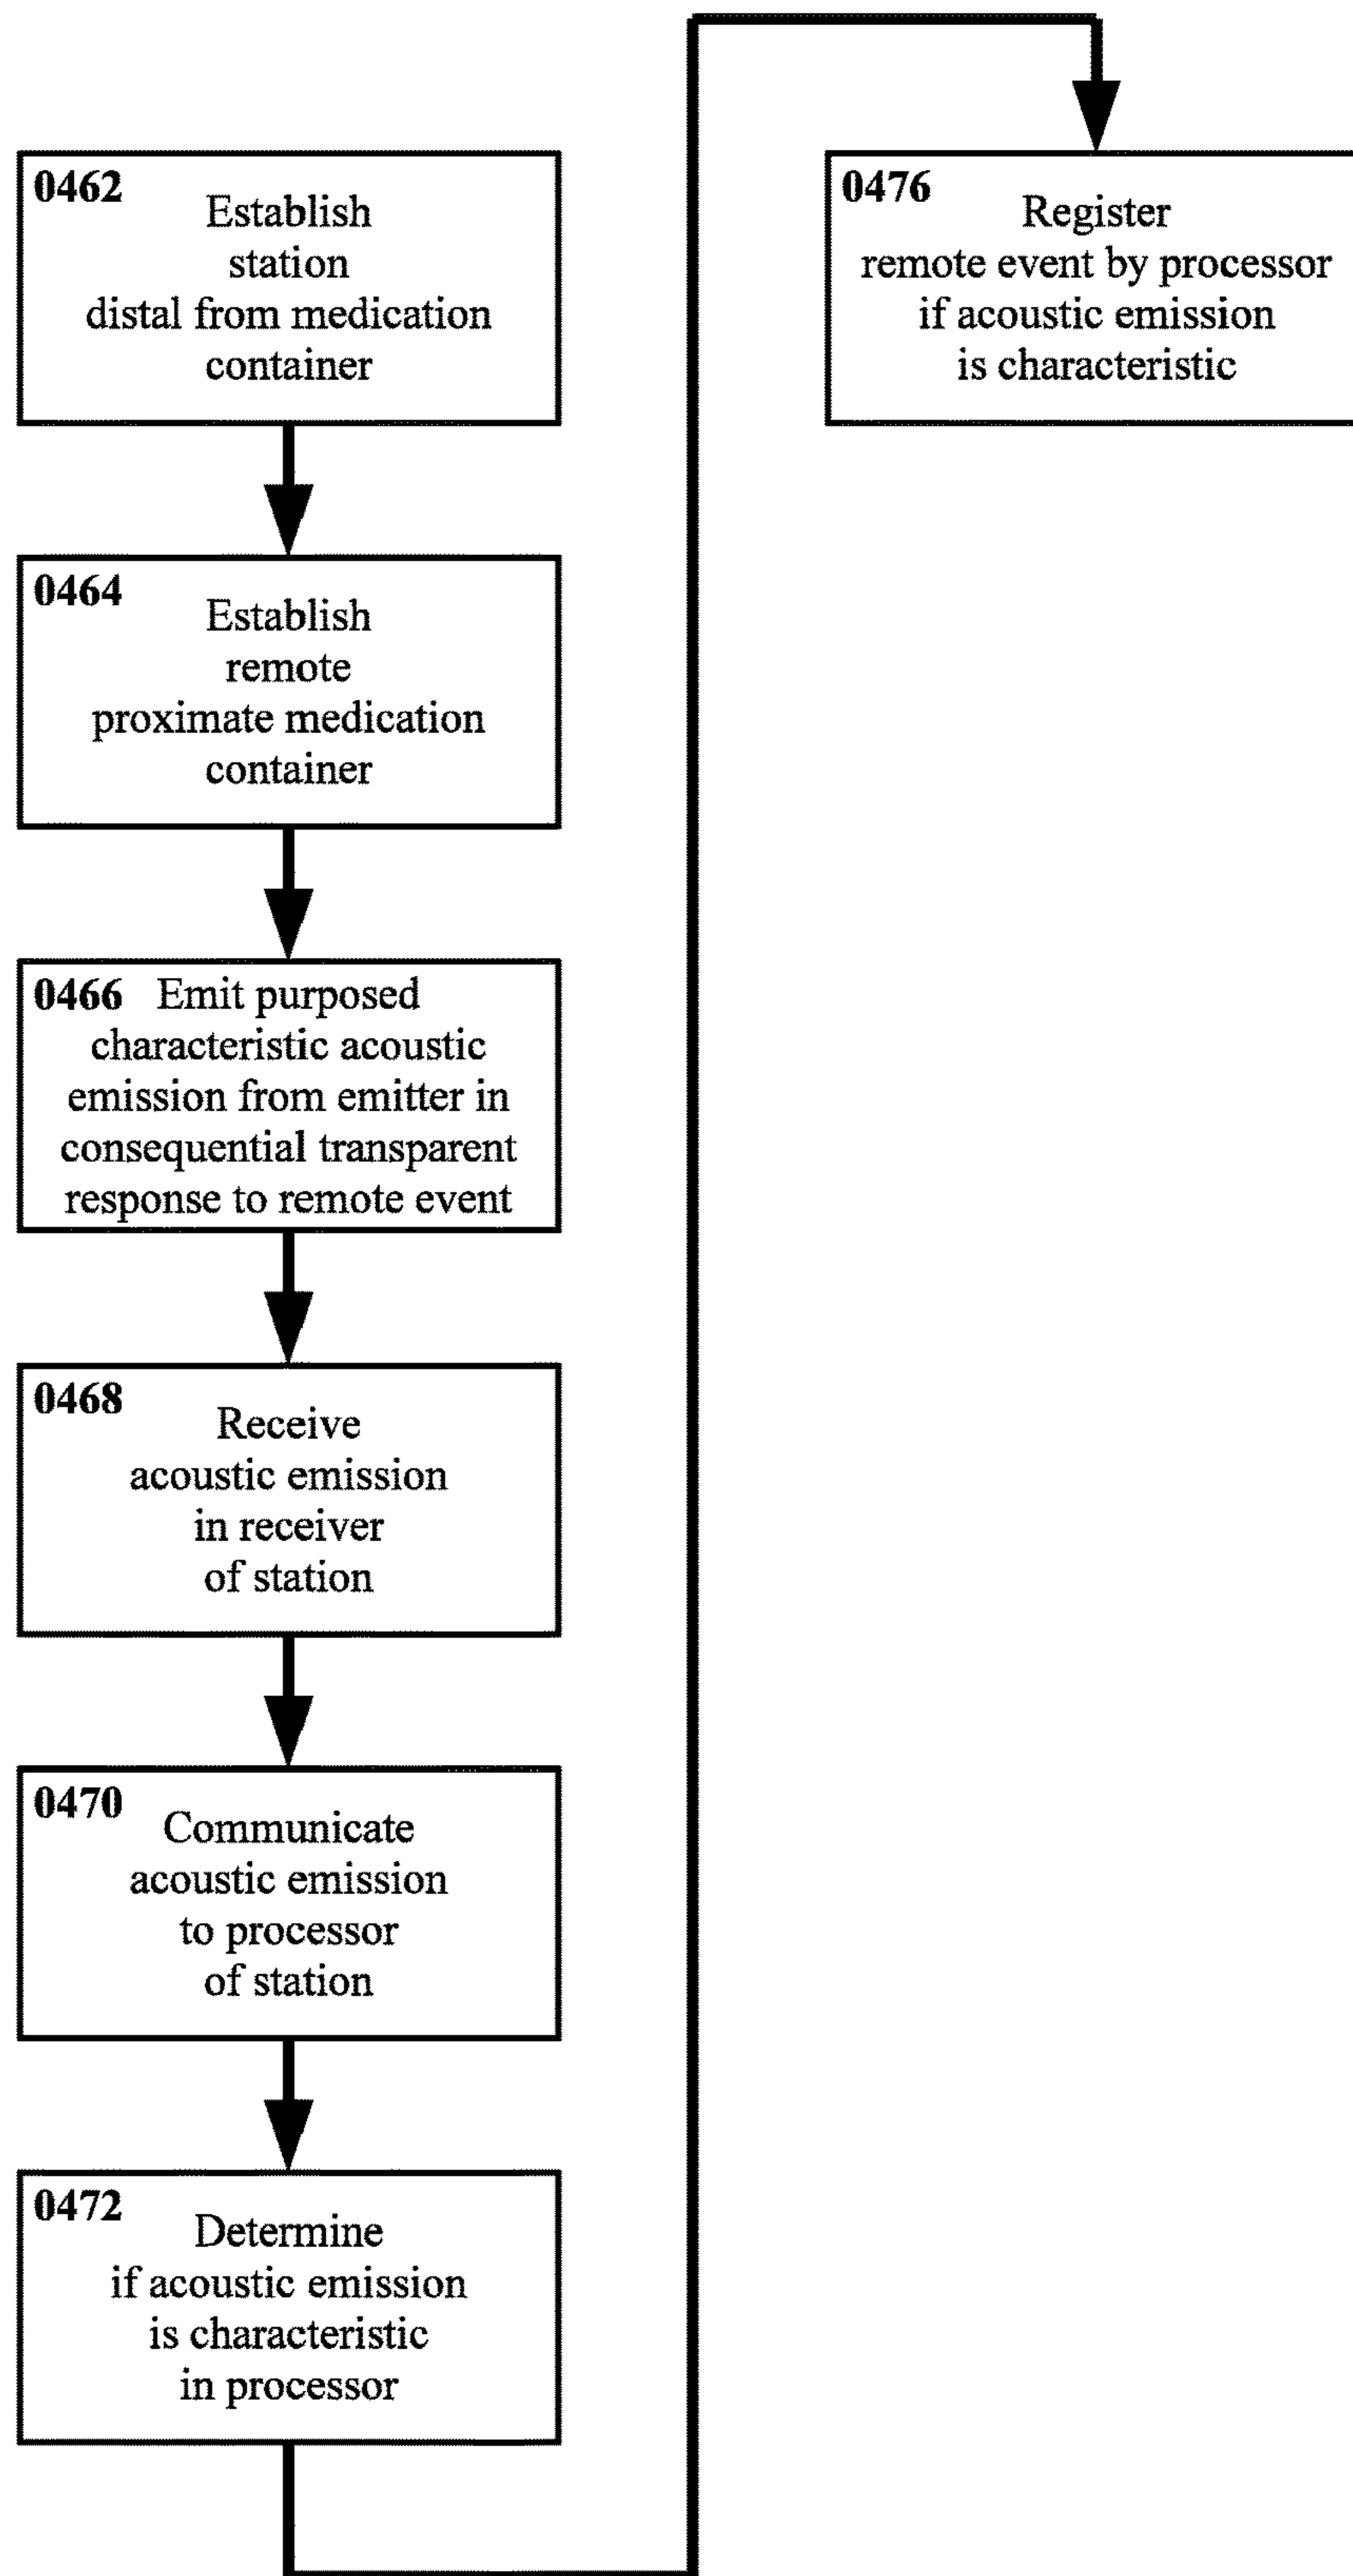 0462
Establish
station
distal from medication
container
0464
Establish
remote
proximate medication
container
0466 Emit purposed
characteristic acoustic
emission from emitter in
consequential transparent
response to remote event
0468
Receive
acoustic emission
in receiver
of station
0470
Communicate
acoustic emission
to processor
of station
0472
Determine
if acoustic emission
is characteristic
in processor
0476
Register
remote event by processor
if acoustic emission
is characteristic